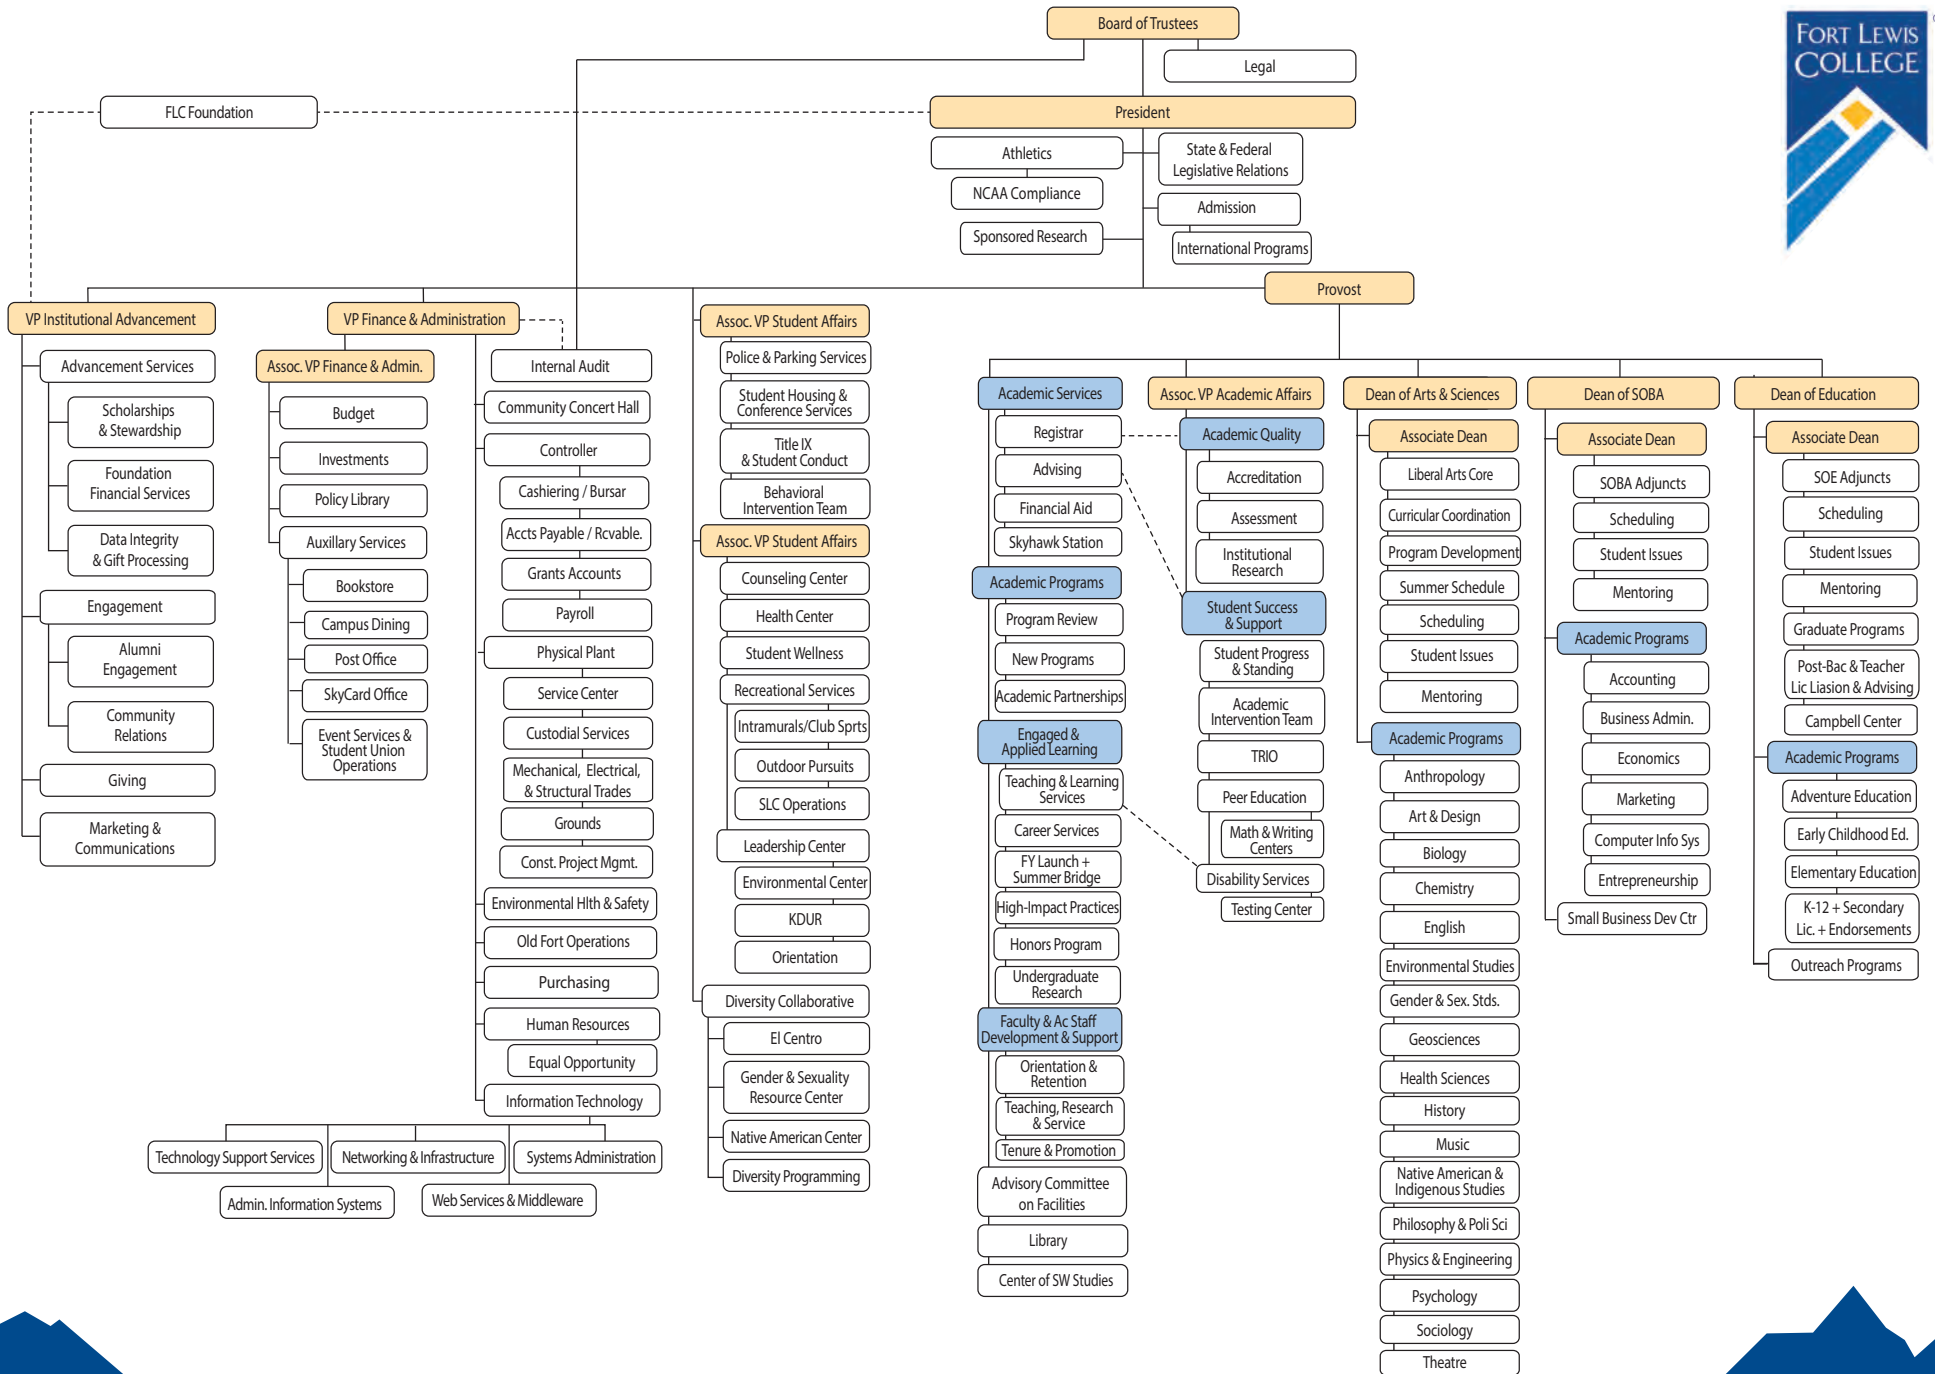 Board of Trustees
Legal
FORT LEWIS
COLLEGE
FLC Foundation
President
Athletics
State & Federal
Legislative Relations
NCAA Compliance
Admission
Sponsored Research
International Programs
Provost
VP Institutional Advancement
Advancement Services
Scholarships
& Stewardship
Foundation
Financial Services
Data Integrity
& Gift Processing
Engagement
Alumni
Engagement
Community
Relations
Giving
Marketing &
Communications
VP Finance & Administration
Assoc. VP Finance & Admin.
Budget
Investments
Policy Library
Auxillary Services
Bookstore
Campus Dining
Post Office
SkyCard Office
Event Services &
Student Union
Operations
Internal Audit
Community Concert Hall
Controller
Cashiering / Bursar
Accts Payable / Rcvable.
Grants Accounts
Payroll
Physical Plant
Service Center
Custodial Services
Mechanical, Electrical,
& Structural Trades
Grounds
Const. Project Mgmt.
Environmental Hlth & Safety
Old Fort Operations
Purchasing
Human Resources
Equal Opportunity
Information Technology
Technology Support Services
Networking & Infrastructure
Systems Administration
Admin. Information Systems
Web Services & Middleware
Assoc. VP Student Affairs
Police & Parking Services
Student Housing &
Conference Services
Title IX
& Student Conduct
Behavioral
Intervention Team
Assoc. VP Student Affairs
Counseling Center
Health Center
Student Wellness
Recreational Services
Intramurals/Club Sprts
Outdoor Pursuits
SLC Operations
Leadership Center
Environmental Center
KDUR
Orientation
Diversity Collaborative
El Centro
Gender & Sexuality
Resource Center
Native American Center
Diversity Programming
Academic Services
Registrar
Advising
Financial Aid
Skyhawk Station
Academic Programs
Program Review
New Programs
Academic Partnerships
Engaged &
Applied Learning
Teaching & Learning
Services
Career Services
FY Launch +
Summer Bridge
High-Impact Practices
Honors Program
Undergraduate
Research
Faculty & Ac Staff
Development & Support
Orientation &
Retention
Teaching, Research
& Service
Tenure & Promotion
Advisory Committee
on Facilities
Library
Center of SW Studies
Assoc. VP Academic Affairs
Academic Quality
Accreditation
Assessment
Institutional
Research
Student Success
& Support
Student Progress
& Standing
Academic
Intervention Team
TRIO
Peer Education
Math & Writing
Centers
Disability Services
Testing Center
Dean of Arts & Sciences
Associate Dean
Liberal Arts Core
Curricular Coordination
Program Development
Summer Schedule
Scheduling
Student Issues
Mentoring
Academic Programs
Anthropology
Art & Design
Biology
Chemistry
English
Environmental Studies
Gender & Sex. Stds.
Geosciences
Health Sciences
History
Music
Native American &
Indigenous Studies
Philosophy & Poli Sci
Physics & Engineering
Psychology
Sociology
Theatre
Dean of SOBA
Associate Dean
SOBA Adjuncts
Scheduling
Student Issues
Mentoring
Academic Programs
Accounting
Business Admin.
Economics
Marketing
Computer Info Sys
Entrepreneurship
Small Business Dev Ctr
Dean of Education
Associate Dean
SOE Adjuncts
Scheduling
Student Issues
Mentoring
Graduate Programs
Post-Bac & Teacher
Lic Liasion & Advising
Campbell Center
Academic Programs
Adventure Education
Early Childhood Ed.
Elementary Education
K-12 + Secondary
Lic. + Endorsements
Outreach Programs